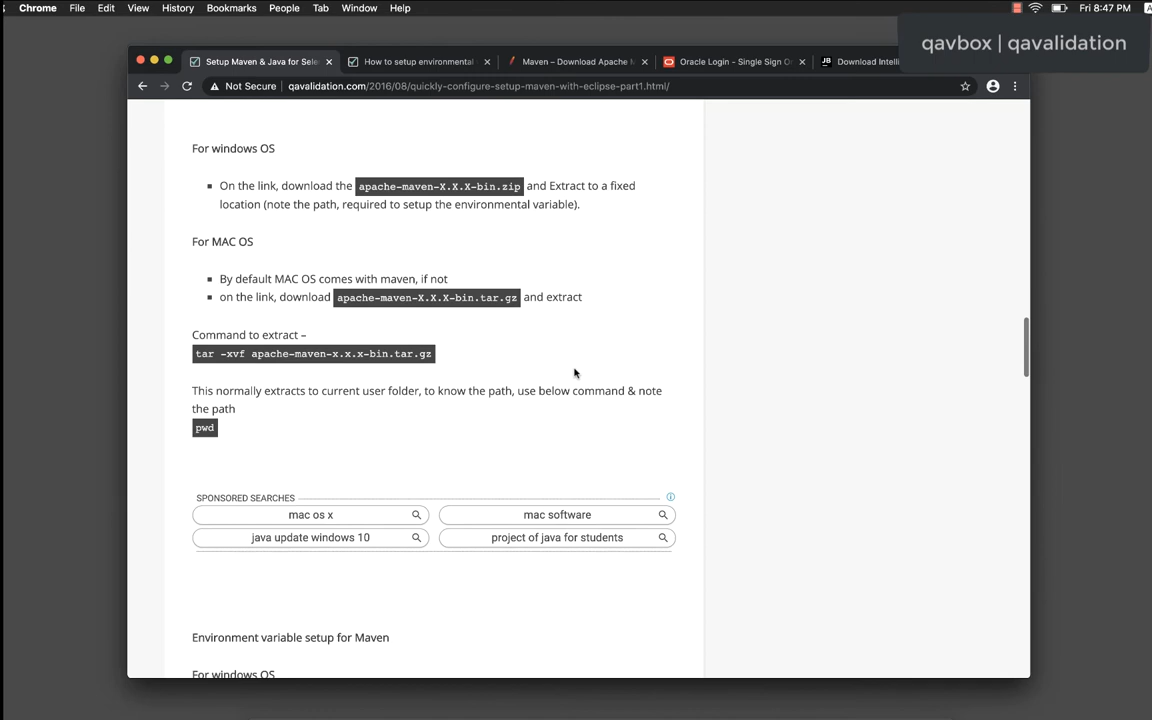 Chrome File Edit View History Bookmarks People Tab Window Help Fri 8:47 PM
qavbox | qavalidation
Setup Maven & Java for Sele How to setup environmental Maven – Download Apache M Oracle Login - Single Sign O JB Download Intelli
Not Secure qavalidation.com/2016/08/quickly-configure-setup-maven-with-eclipse-part1.html/
For windows OS
On the link, download the apache-maven-X.X.X-bin.zip and Extract to a fixed
location (note the path, required to setup the environmental variable).
For MAC OS
By default MAC OS comes with maven, if not
on the link, download apache-maven-X.X.X-bin.tar.gz and extract
Command to extract –
tar -xvf apache-maven-x.x.x-bin.tar.gz
This normally extracts to current user folder, to know the path, use below command & note
the path
pwd
SPONSORED SEARCHES
mac os x mac software
java update windows 10 project of java for students
Environment variable setup for Maven
For windows OS